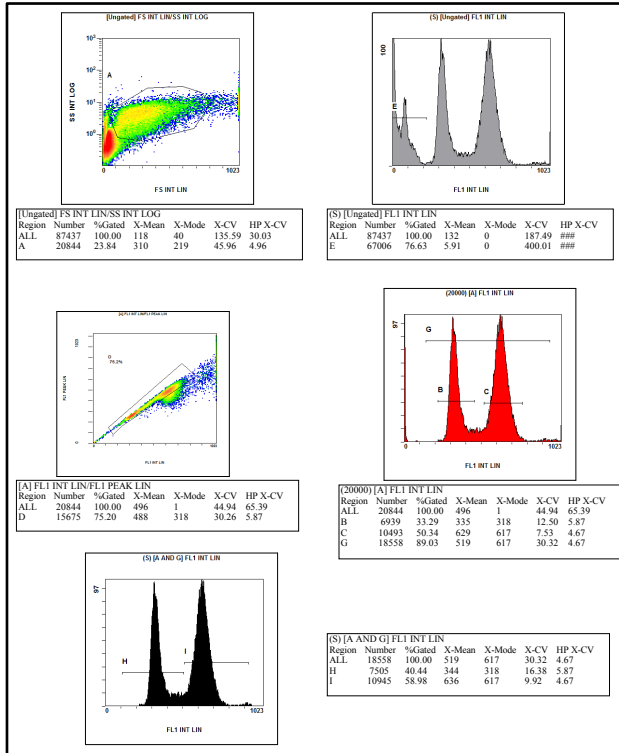 [Ungated] FS INT LIN/SS INT LOG
SS INT LOG
10³
10²
10¹
10⁰
A
0
1023
FS INT LIN
[Ungated] FS INT LIN/SS INT LOG
Region Number %Gated X-Mean X-Mode X-CV HP X-CV
ALL 87437 100.00 118 40 135.59 30.03
A 20844 23.84 310 219 45.96 4.96
(S) [Ungated] FL1 INT LIN
100
E
0
1023
FL1 INT LIN
(S) [Ungated] FL1 INT LIN
Region Number %Gated X-Mean X-Mode X-CV HP X-CV
ALL 87437 100.00 132 0 187.49 ###
E 67006 76.63 5.91 0 400.01 ###
[A] FL1 INT LIN/FL1 PEAK LIN
1023
FL1 PEAK LIN
0
D
75.2%
0
1023
FL1 INT LIN
[A] FL1 INT LIN/FL1 PEAK LIN
Region Number %Gated X-Mean X-Mode X-CV HP X-CV
ALL 20844 100.00 496 1 44.94 65.39
D 15675 75.20 488 318 30.26 5.87
(20000) [A] FL1 INT LIN
97
G
B
C
0
1023
FL1 INT LIN
(20000) [A] FL1 INT LIN
Region Number %Gated X-Mean X-Mode X-CV HP X-CV
ALL 20844 100.00 496 1 44.94 65.39
B 6939 33.29 335 318 12.50 5.87
C 10493 50.34 629 617 7.53 4.67
G 18558 89.03 519 617 30.32 4.67
(S) [A AND G] FL1 INT LIN
97
H
I
0
1023
FL1 INT LIN
(S) [A AND G] FL1 INT LIN
Region Number %Gated X-Mean X-Mode X-CV HP X-CV
ALL 18558 100.00 519 617 30.32 4.67
H 7505 40.44 344 318 16.38 5.87
I 10945 58.98 636 617 9.92 4.67